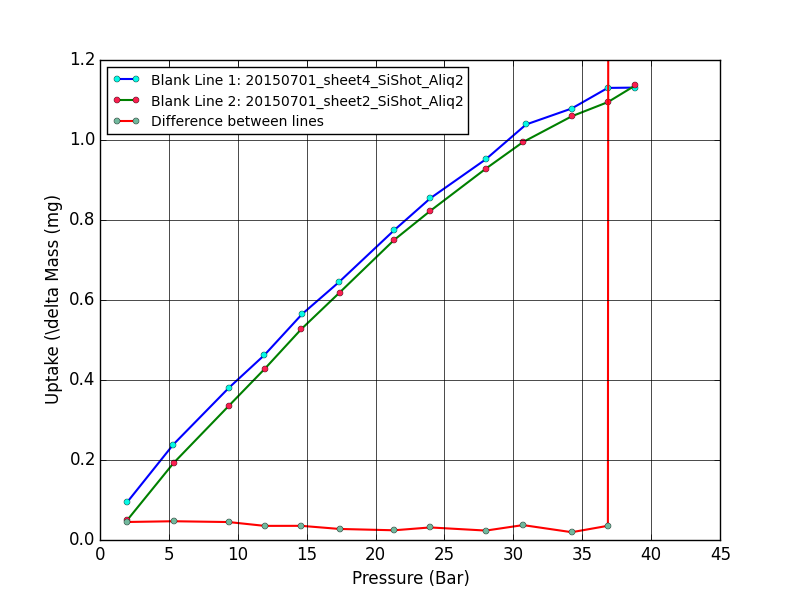 Blank Line 1: 20150701_sheet4_SiShot_Aliq2
Blank Line 2: 20150701_sheet2_SiShot_Aliq2
Difference between lines
1.2
1.0
0.8
0.6
0.4
0.2
0.0
Uptake (\delta Mass (mg)
0 5 10 15 20 25 30 35 40 45
Pressure (Bar)